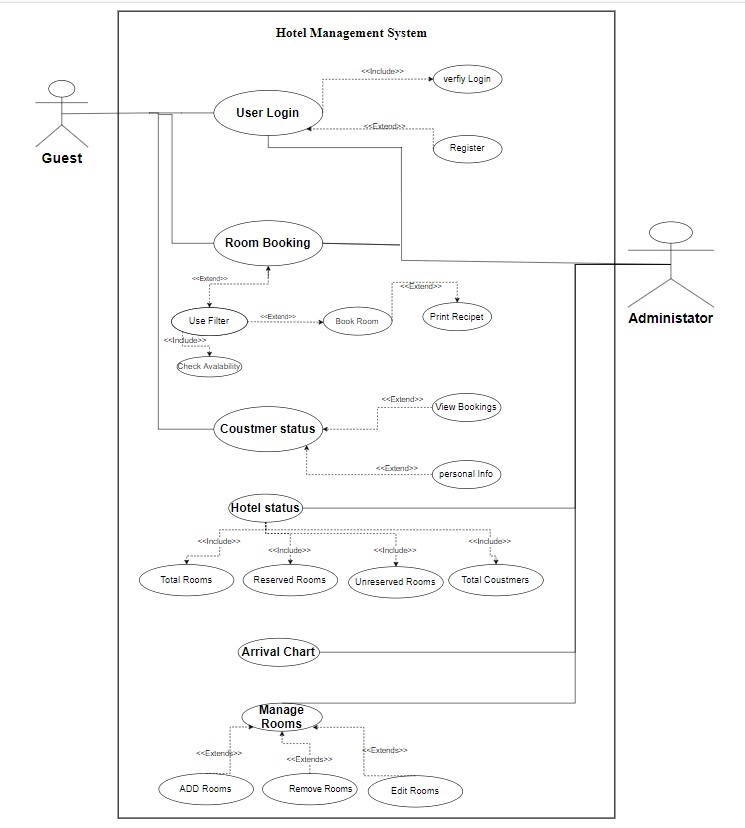 Hotel Management System
<<Include>>
verfiy Login
User Login
<<Extend>>
Register
Guest
Room Booking
Administator
<<Extend>>
<<Extend>>
Use Filter
<<Extend>>
Book Room
Print Recipet
<<Include>>
Check Avalability
<<Extend>>
View Bookings
Coustmer status
<<Extend>>
personal Info
Hotel status
<<Include>>
<<Include>>
<<Include>>
<<Include>>
Total Rooms
Reserved Rooms
Unreserved Rooms
Total Coustmers
Arrival Chart
Manage
Rooms
<<Extends>>
<<Extends>>
<<Extends>>
ADD Rooms
Remove Rooms
Edit Rooms